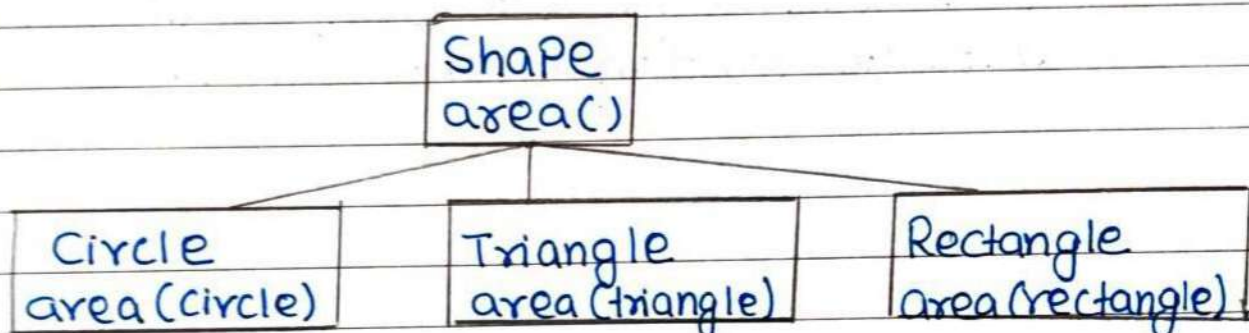 Shape
area()
Circle
area (circle)
Triangle
area (triangle)
Rectangle
area (rectangle)